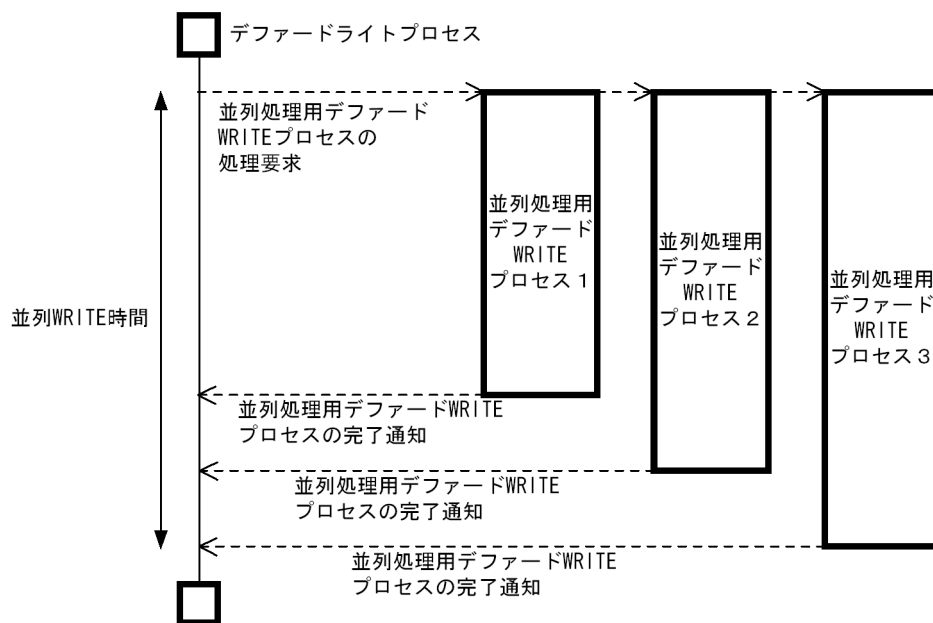 デファードライトプロセス
並列処理用デファード
WRITEプロセスの
処理要求
並列処理用
デファード
WRITE
プロセス１
並列処理用
デファード
WRITE
プロセス２
並列処理用
デファード
WRITE
プロセス３
並列WRITE時間
並列処理用デファードWRITE
プロセスの完了通知
並列処理用デファードWRITE
プロセスの完了通知
並列処理用デファードWRITE
プロセスの完了通知